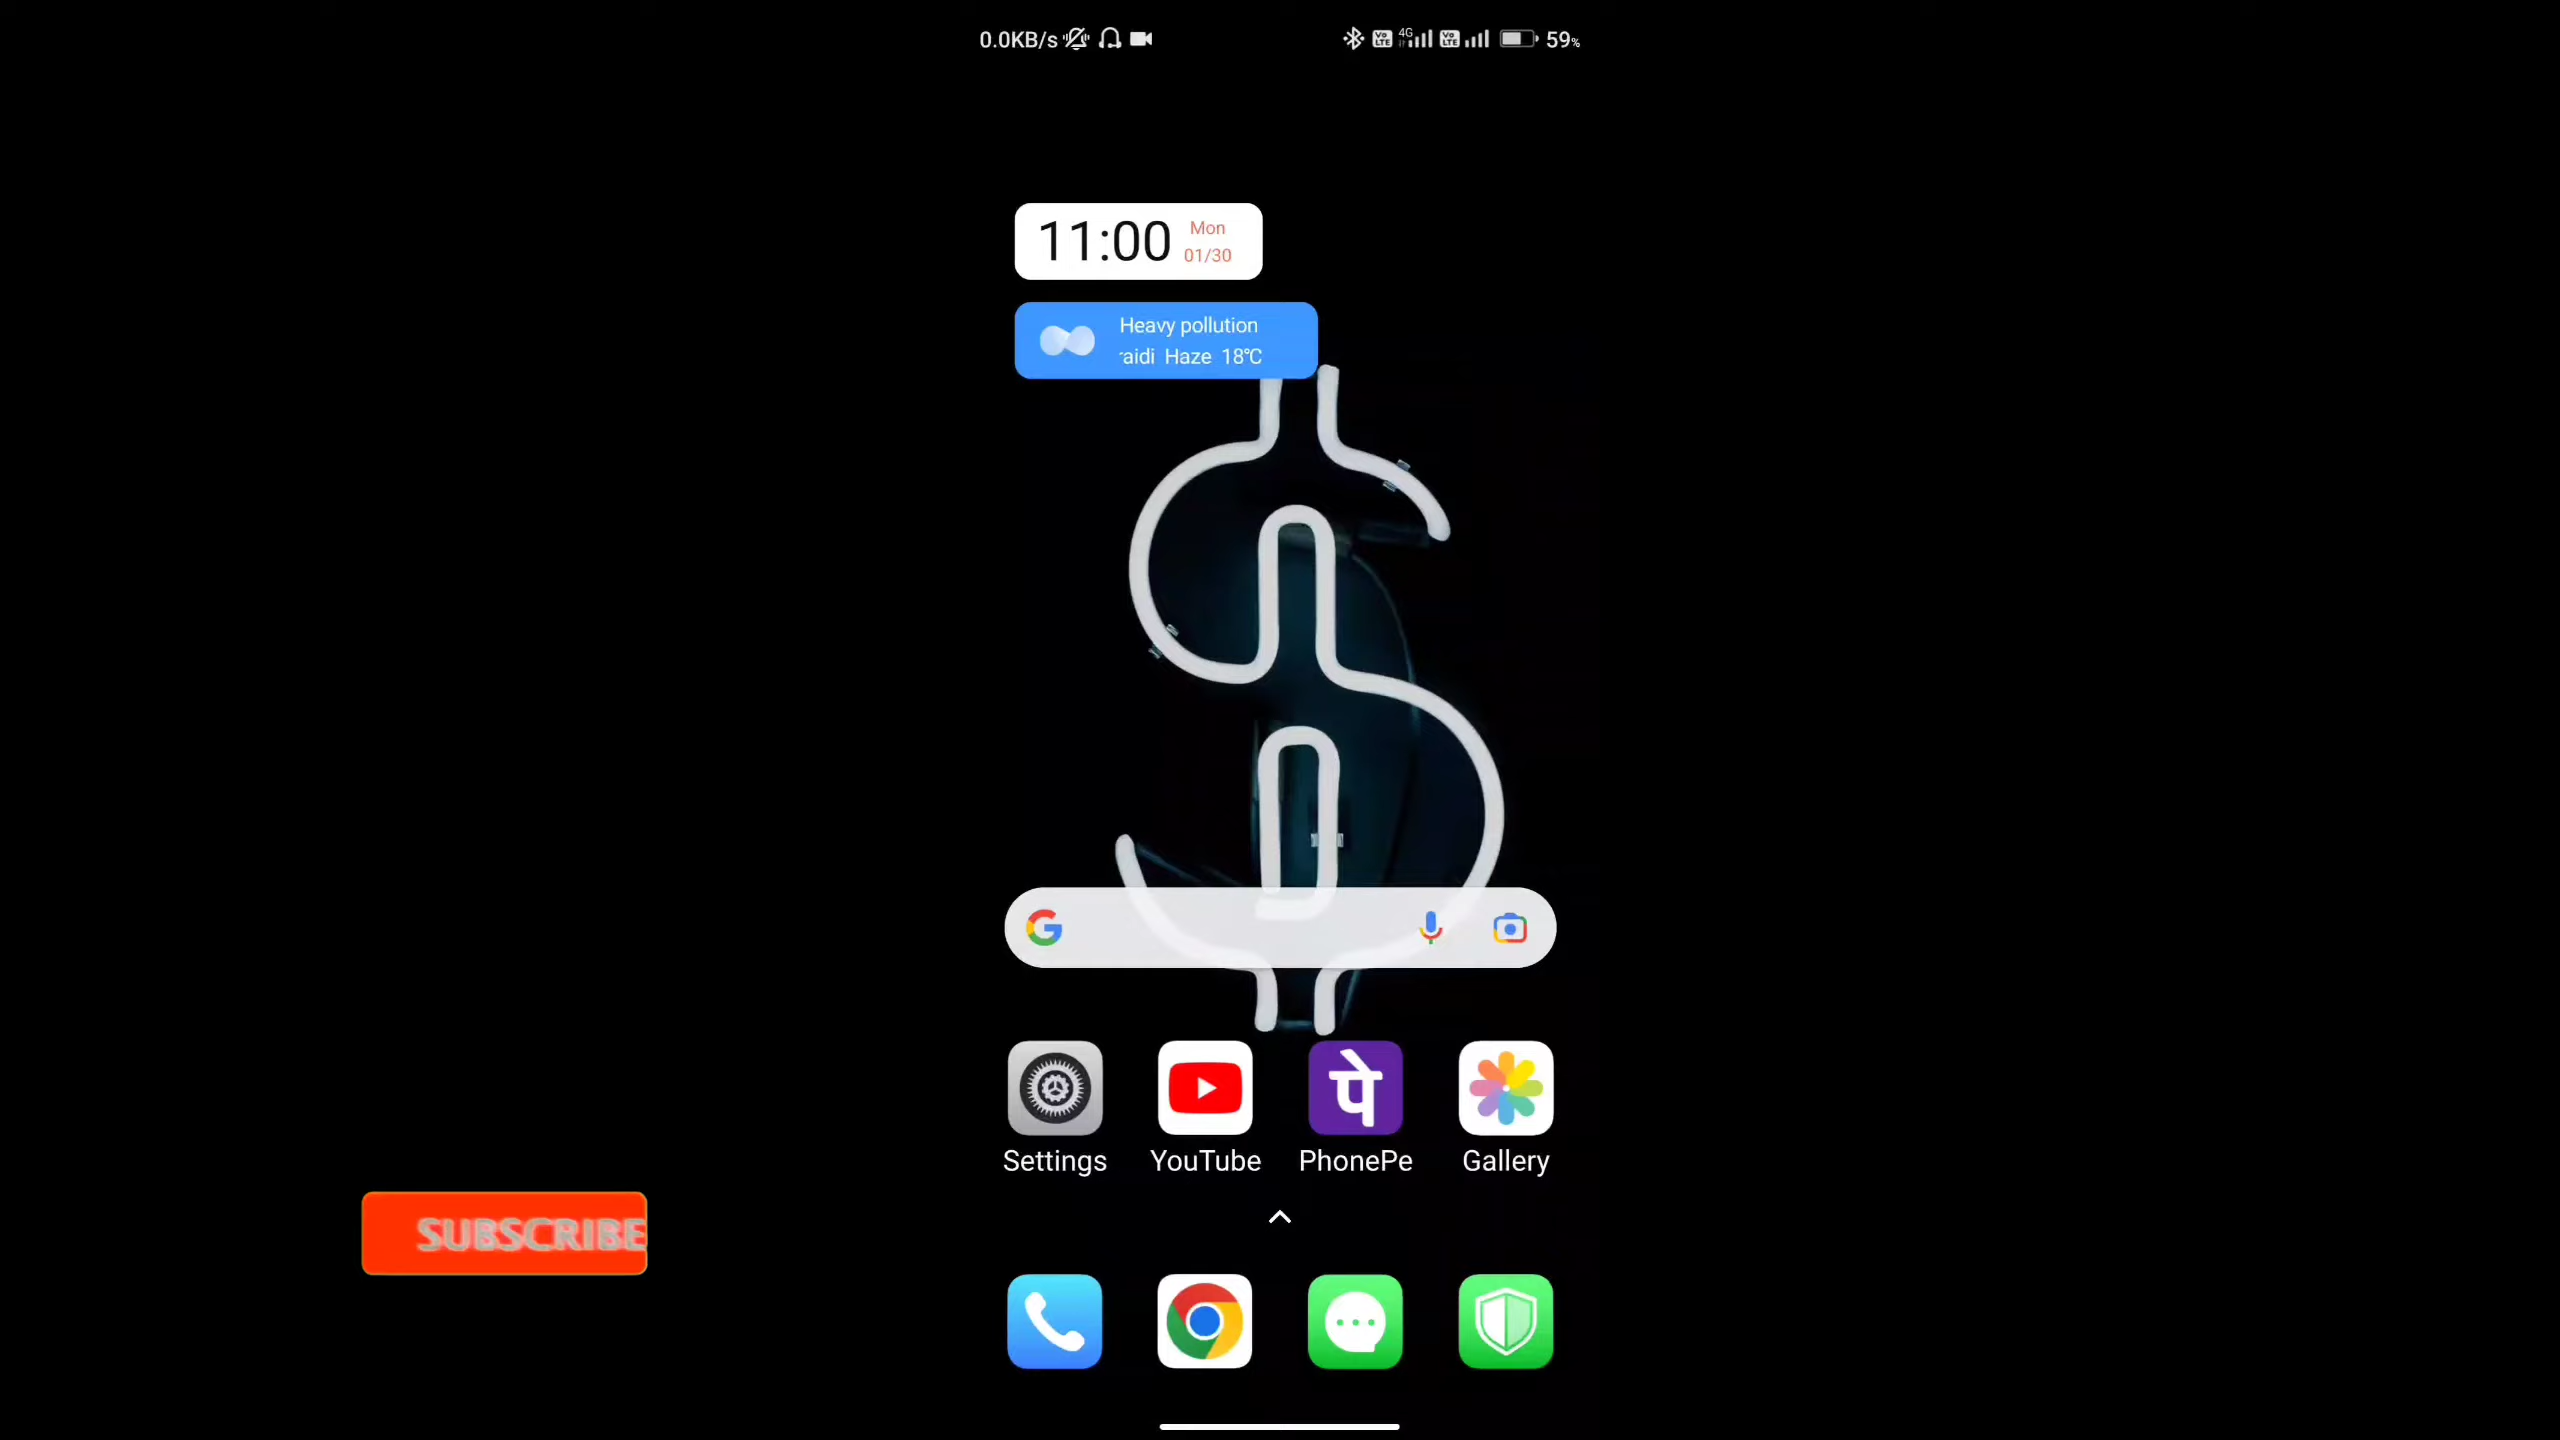 0.0KB/s 4G 59%
11:00 Mon
01/30
Heavy pollution
aidi Haze 18℃
पे
Settings YouTube PhonePe Gallery
SUBSCRIBE